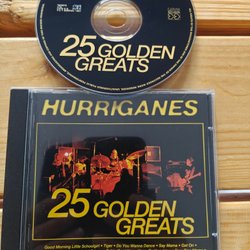 25 GOLDEN
GREATS
HURRIGANES
25 GOLDEN
GREATS
Good Morning Little Schoolgirl • Tiger • Do You Wanna Dance • Say Mama • Get On •